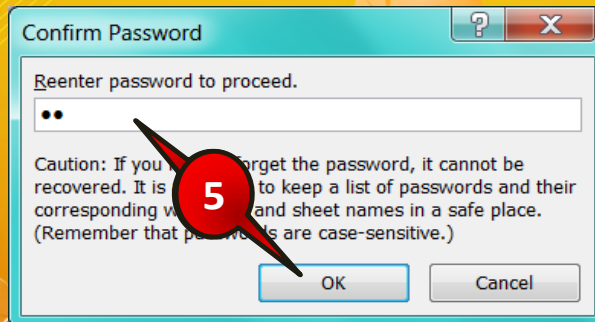 Confirm Password
Reenter password to proceed.
••
Caution: If you forget the password, it cannot be
recovered. It is to keep a list of passwords and their
corresponding and sheet names in a safe place.
(Remember that passwords are case-sensitive.)
5
OK
Cancel